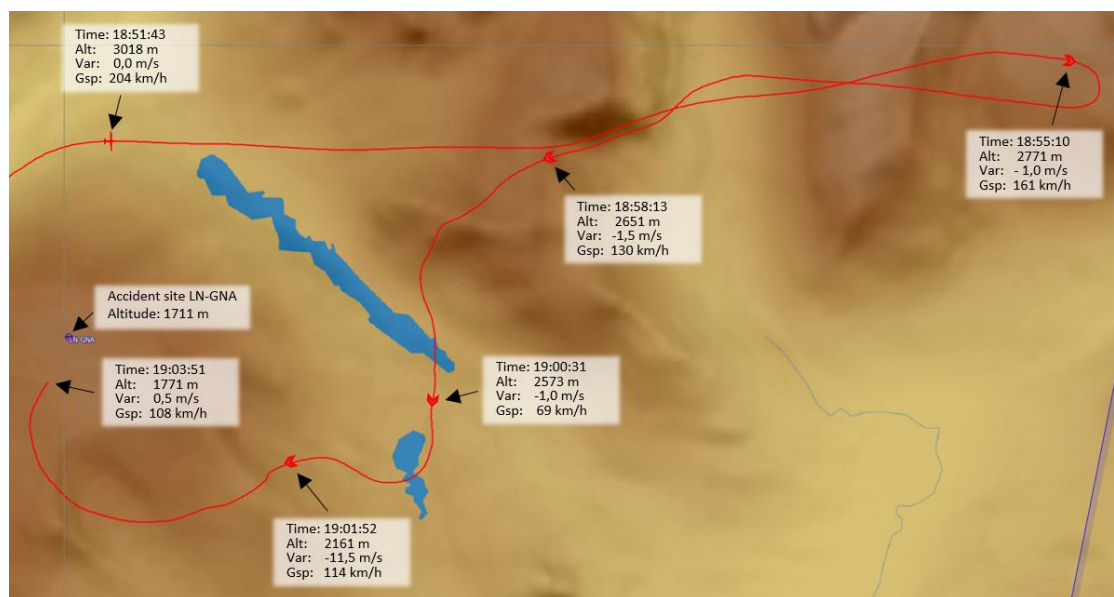 Time: 18:51:43
Alt: 3018 m
Var: 0,0 m/s
Gsp: 204 km/h
Time: 18:55:10
Alt: 2771 m
Var: - 1,0 m/s
Gsp: 161 km/h
Time: 18:58:13
Alt: 2651 m
Var: -1,5 m/s
Gsp: 130 km/h
Accident site LN-GNA
Altitude: 1711 m
LN-GNA
Time: 19:03:51
Alt: 1771 m
Var: 0,5 m/s
Gsp: 108 km/h
Time: 19:00:31
Alt: 2573 m
Var: -1,0 m/s
Gsp: 69 km/h
Time: 19:01:52
Alt: 2161 m
Var: -11,5 m/s
Gsp: 114 km/h